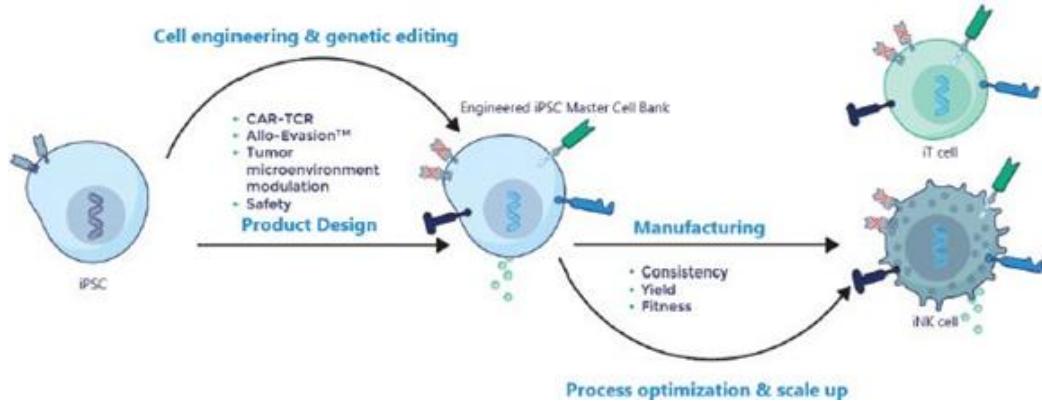 Cell engineering & genetic editing
Engineered iPSC Master Cell Bank
• CAR-TCR
• Allo-Evasion™
• Tumor
microenvironment
modulation
• Safety
Product Design
iPSC
Manufacturing
• Consistency
• Yield
• Fitness
iT cell
iNK cell
Process optimization & scale up